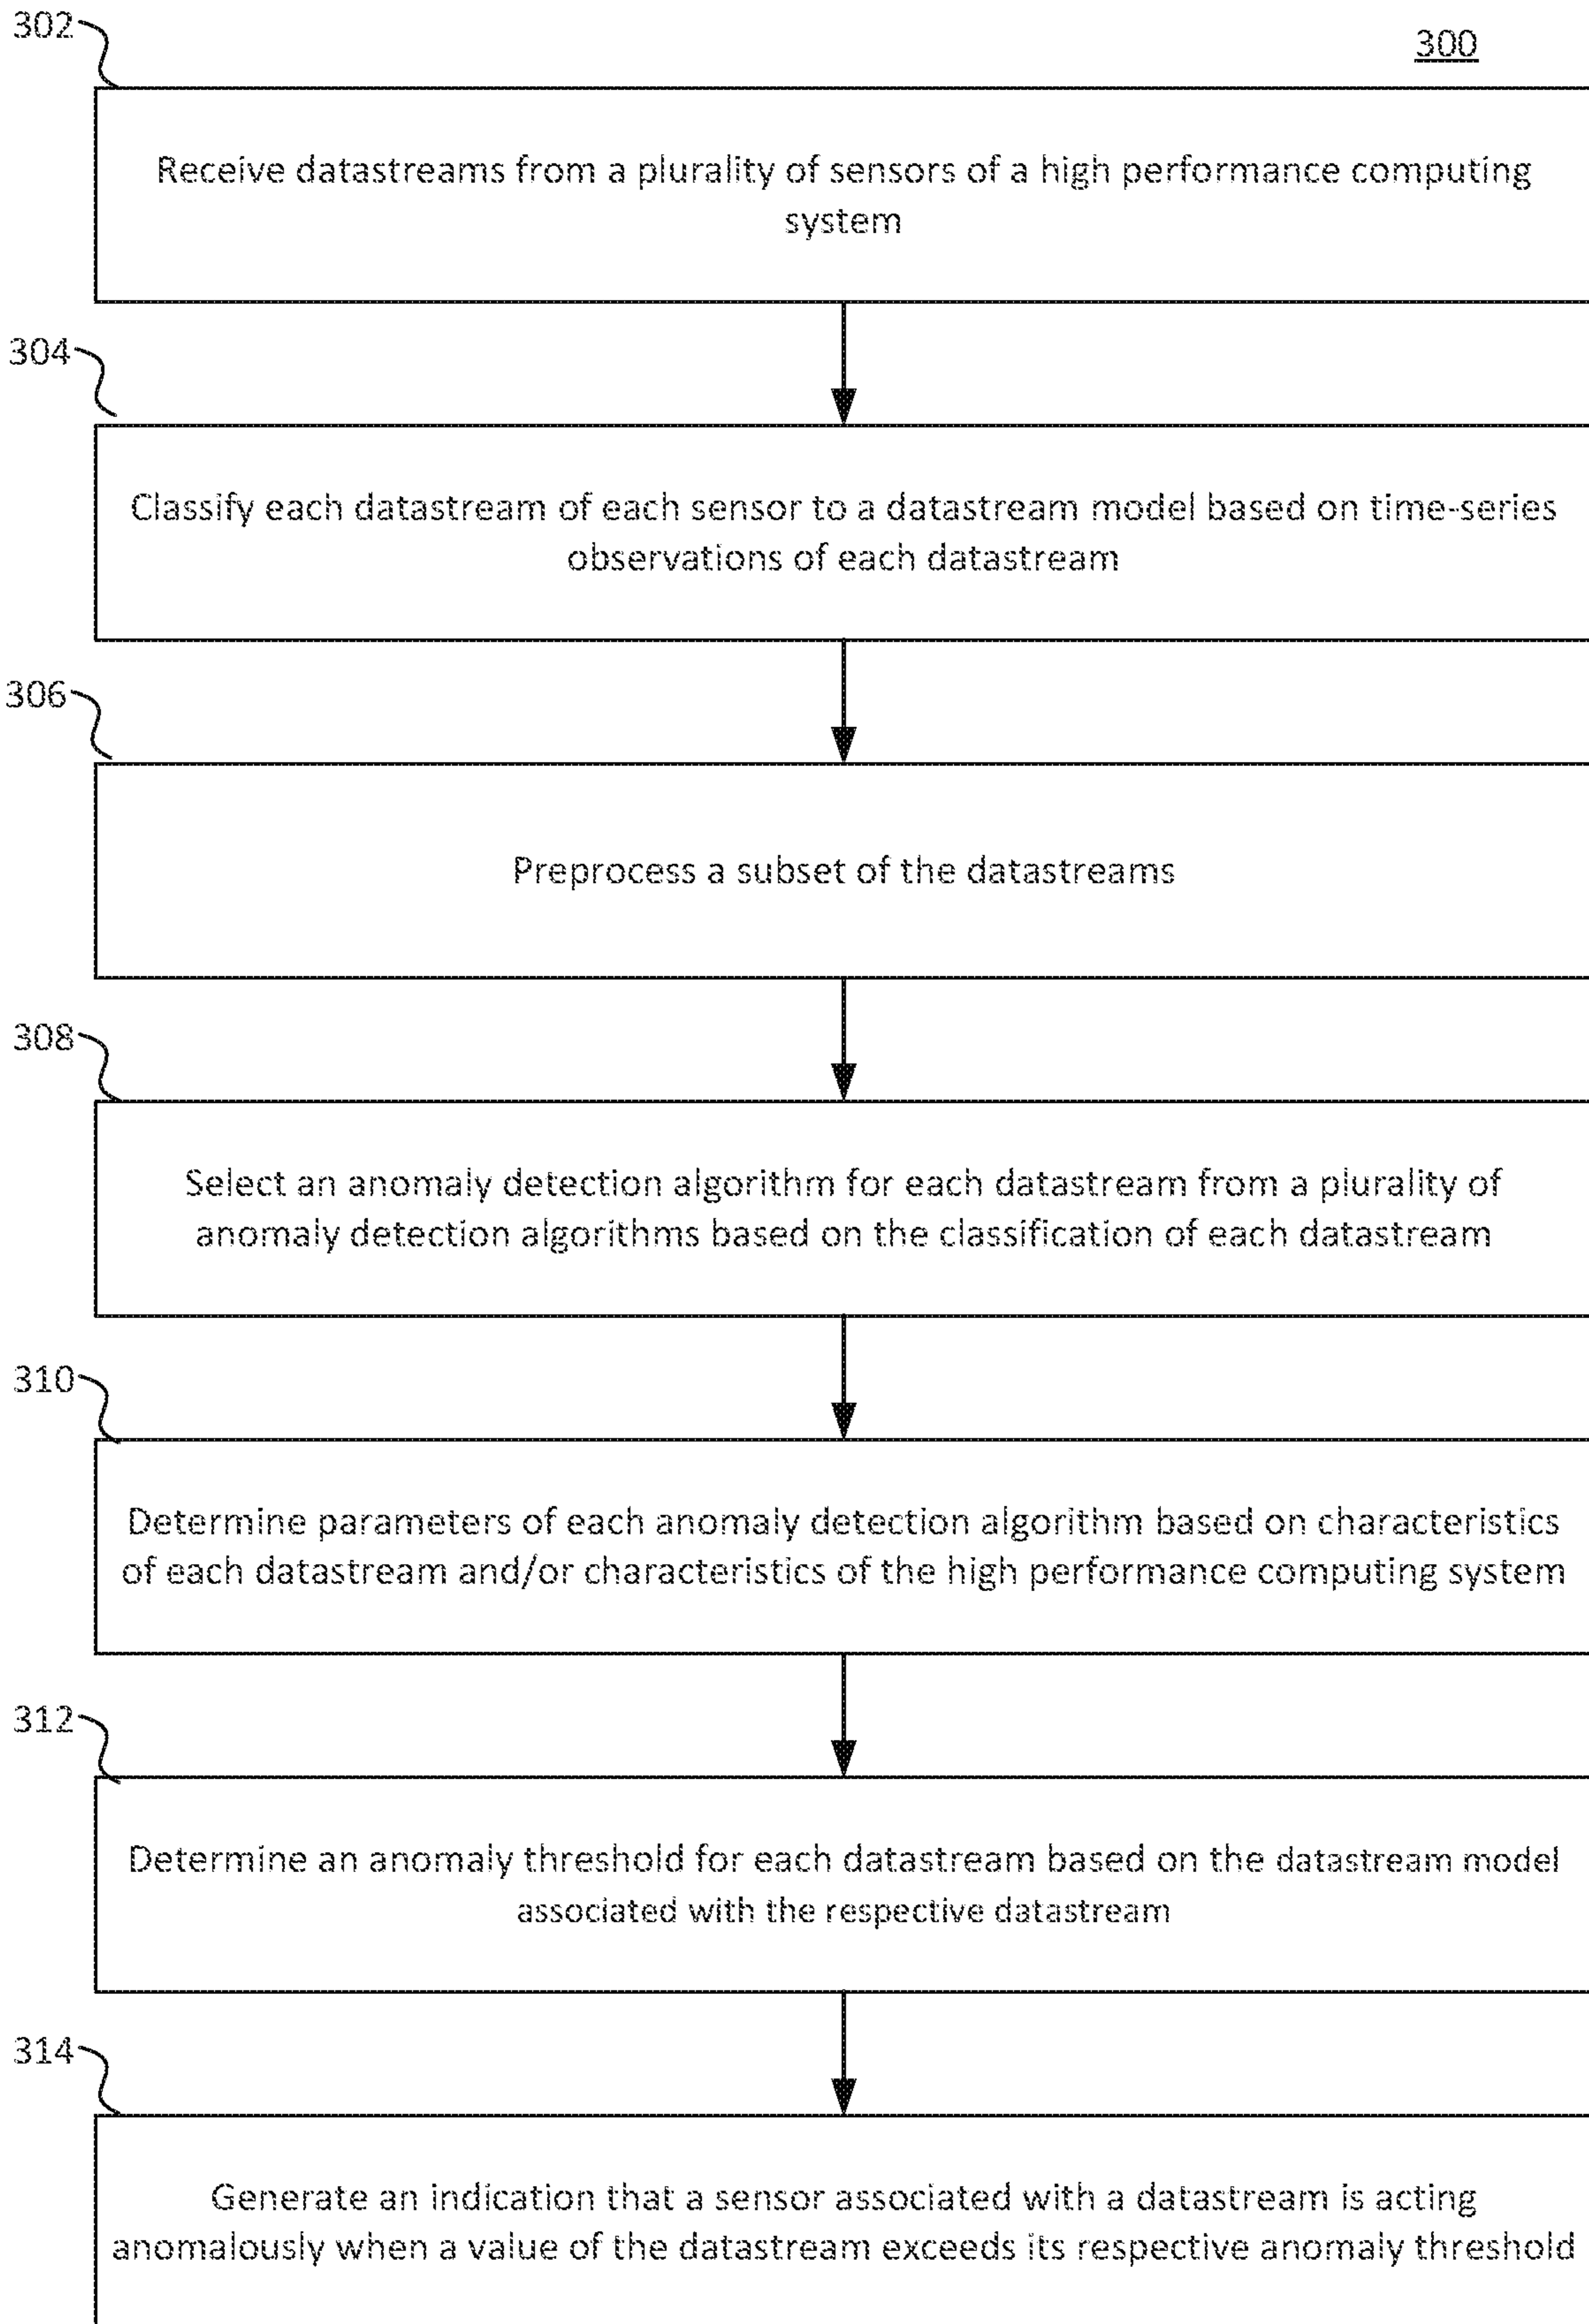 302
300
Receive datastreams from a plurality of sensors of a high performance computing
system
304
Classify each datastream of each sensor to a datastream model based on time-series
observations of each datastream
306
Preprocess a subset of the datastreams
308
Select an anomaly detection algorithm for each datastream from a plurality of
anomaly detection algorithms based on the classification of each datastream
310
Determine parameters of each anomaly detection algorithm based on characteristics
of each datastream and/or characteristics of the high performance computing system
312
Determine an anomaly threshold for each datastream based on the datastream model
associated with the respective datastream
314
Generate an indication that a sensor associated with a datastream is acting
anomalously when a value of the datastream exceeds its respective anomaly threshold